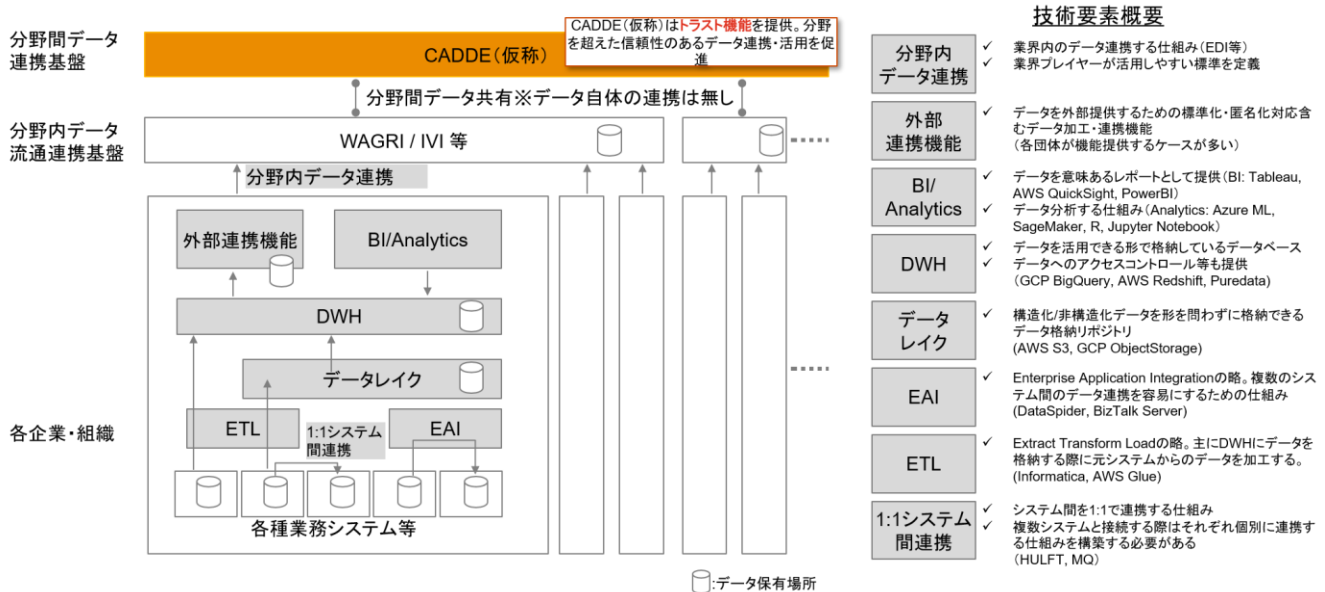 分野間データ
連携基盤
CADDE(仮称)
CADDE(仮称)はトラスト機能を提供。分野
を超えた信頼性のあるデータ連携・活用を促
進
分野間データ共有※データ自体の連携は無し
分野内データ
流通連携基盤
WAGRI / IVI 等
分野内データ連携
各企業・組織
外部連携機能
BI/Analytics
DWH
データレイク
ETL
1:1システム
間連携
EAI
各種業務システム等
:データ保有場所
技術要素概要
分野内
データ連携
✓ 業界内のデータ連携する仕組み(EDI等)
✓ 業界プレイヤーが活用しやすい標準を定義
外部
連携機能
✓ データを外部提供するための標準化・匿名化対応含
むデータ加工・連携機能
(各団体が機能提供するケースが多い)
BI/
Analytics
✓ データを意味あるレポートとして提供(BI: Tableau,
AWS QuickSight, PowerBI)
✓ データ分析する仕組み(Analytics: Azure ML,
SageMaker, R, Jupyter Notebook)
DWH
✓ データを活用できる形で格納しているデータベース
✓ データへのアクセスコントロール等も提供
(GCP BigQuery, AWS Redshift, Puredata)
データ
レイク
✓ 構造化/非構造化データを形を問わずに格納できる
データ格納リポジトリ
(AWS S3, GCP ObjectStorage)
EAI
✓ Enterprise Application Integrationの略。複数のシス
テム間のデータ連携を容易にするための仕組み
(DataSpider, BizTalk Server)
ETL
✓ Extract Transform Loadの略。主にDWHにデータを
格納する際に元システムからのデータを加工する。
(Informatica, AWS Glue)
1:1システム
間連携
✓ システム間を1:1で連携する仕組み
✓ 複数システムと接続する際はそれぞれ個別に連携す
る仕組みを構築する必要がある
(HULFT, MQ)